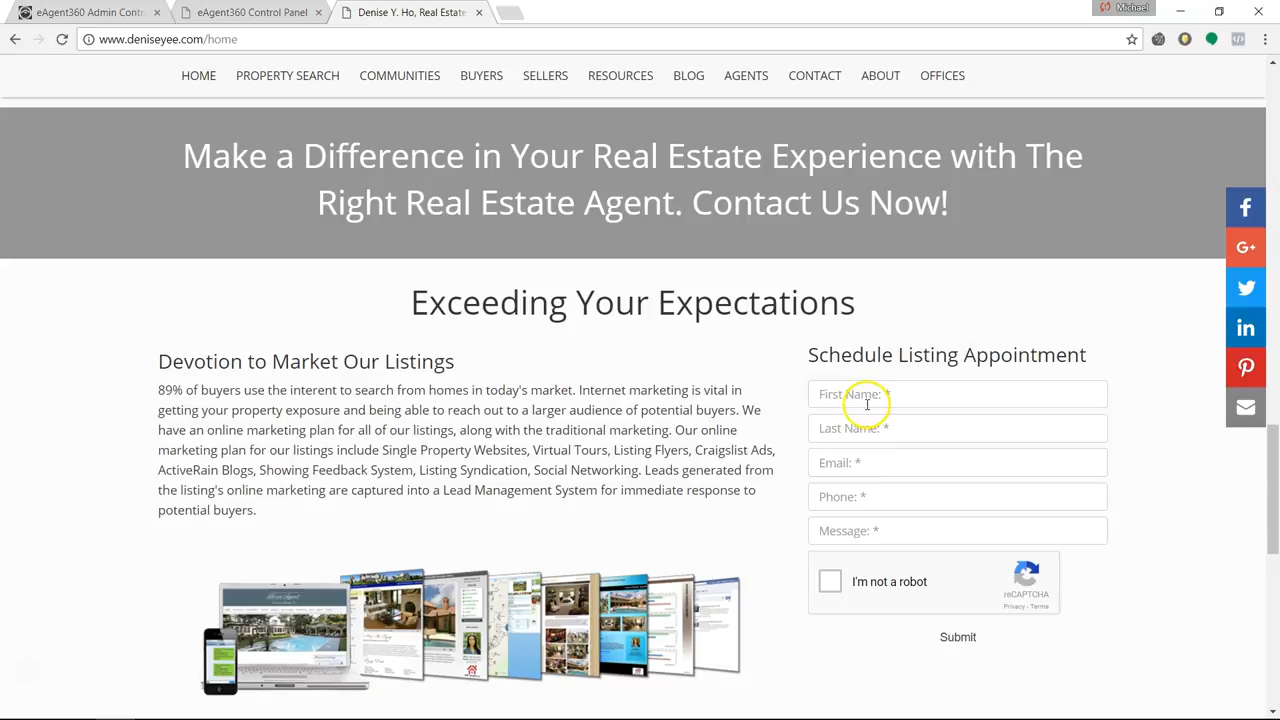 eAgent360 Admin Contr
eAgent360 Control Panel
Denise Y. Ho, Real Estate
Michael
www.deniseyee.com/home
HOME PROPERTY SEARCH COMMUNITIES BUYERS SELLERS RESOURCES BLOG AGENTS CONTACT ABOUT OFFICES
Make a Difference in Your Real Estate Experience with The
Right Real Estate Agent. Contact Us Now!
Exceeding Your Expectations
Devotion to Market Our Listings
89% of buyers use the interent to search from homes in today's market. Internet marketing is vital in
getting your property exposure and being able to reach out to a larger audience of potential buyers. We
have an online marketing plan for all of our listings, along with the traditional marketing. Our online
marketing plan for our listings include Single Property Websites, Virtual Tours, Listing Flyers, Craigslist Ads,
ActiveRain Blogs, Showing Feedback System, Listing Syndication, Social Networking. Leads generated from
the listing's online marketing are captured into a Lead Management System for immediate response to
potential buyers.
Schedule Listing Appointment
First Name: *
Last Name: *
Email: *
Phone: *
Message: *
I'm not a robot
reCAPTCHA
Privacy - Terms
Submit